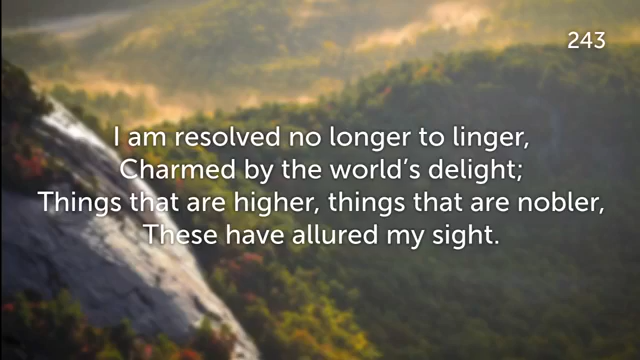 243
I am resolved no longer to linger,
Charmed by the world’s delight;
Things that are higher, things that are nobler,
These have allured my sight.